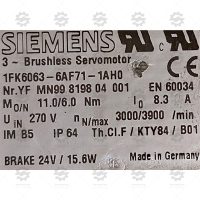 SIEMENS
3 ~ Brushless Servomotor
1FK6063-6AF71-1AH0
Nr.YF MN99 8198 04 001 EN 60034
M₀ 11.0/6.0 Nm I₀ 8.3 A
U IN 270 V n N/max 3000/3900 /min
IM B5 IP 64 Th.Cl.F / KTY84 / B01
BRAKE 24V / 15.6W Made in Germany